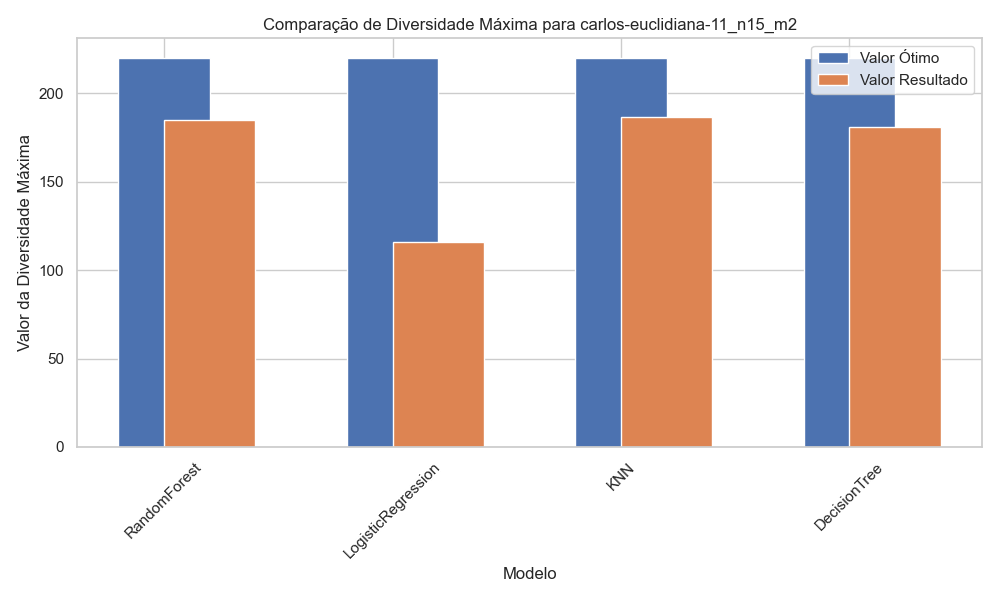 Comparação de Diversidade Máxima para carlos-euclidiana-11_n15_m2
Valor Ótimo
Valor Resultado
Valor da Diversidade Máxima
200
150
100
50
0
RandomForest
LogisticRegression
KNN
DecisionTree
Modelo